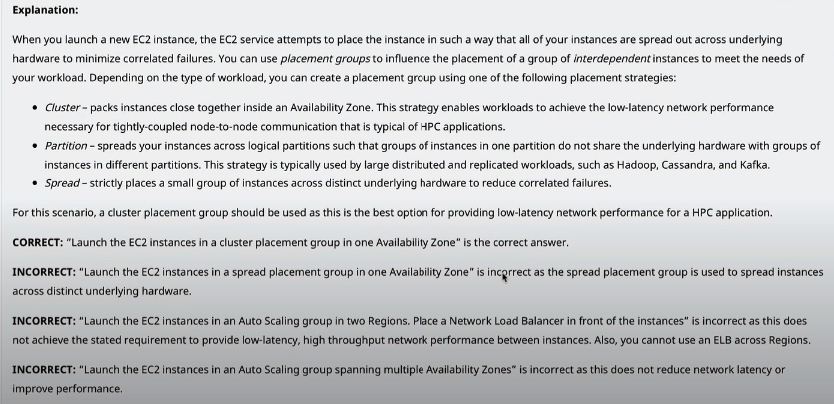 Explanation:
When you launch a new EC2 instance, the EC2 service attempts to place the instance in such a way that all of your instances are spread out across underlying
hardware to minimize correlated failures. You can use placement groups to influence the placement of a group of interdependent instances to meet the needs of
your workload. Depending on the type of workload, you can create a placement group using one of the following placement strategies:
• Cluster – packs instances close together inside an Availability Zone. This strategy enables workloads to achieve the low-latency network performance
necessary for tightly-coupled node-to-node communication that is typical of HPC applications.
• Partition – spreads your instances across logical partitions such that groups of instances in one partition do not share the underlying hardware with groups of
instances in different partitions. This strategy is typically used by large distributed and replicated workloads, such as Hadoop, Cassandra, and Kafka.
• Spread – strictly places a small group of instances across distinct underlying hardware to reduce correlated failures.
For this scenario, a cluster placement group should be used as this is the best option for providing low-latency network performance for a HPC application.
CORRECT: "Launch the EC2 instances in a cluster placement group in one Availability Zone" is the correct answer.
INCORRECT: "Launch the EC2 instances in a spread placement group in one Availability Zone" is incorrect as the spread placement group is used to spread instances
across distinct underlying hardware.
INCORRECT: "Launch the EC2 instances in an Auto Scaling group in two Regions. Place a Network Load Balancer in front of the instances" is incorrect as this does
not achieve the stated requirement to provide low-latency, high throughput network performance between instances. Also, you cannot use an ELB across Regions.
INCORRECT: "Launch the EC2 instances in an Auto Scaling group spanning multiple Availability Zones" is incorrect as this does not reduce network latency or
improve performance.